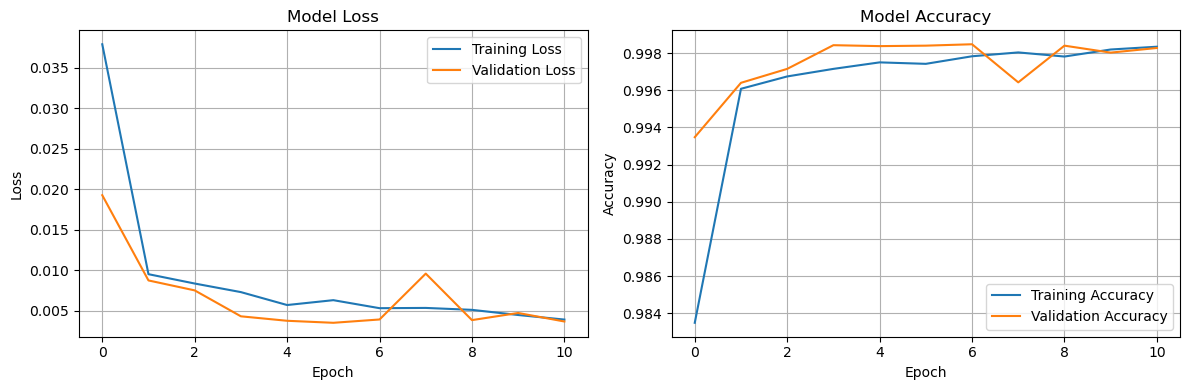 Model Loss
Training Loss
Validation Loss
0.035
0.030
0.025
0.020
0.015
0.010
0.005
Loss
0 2 4 6 8 10
Epoch
Model Accuracy
0.998
0.996
0.994
0.992
0.990
0.988
0.986
0.984
Accuracy
Training Accuracy
Validation Accuracy
0 2 4 6 8 10
Epoch